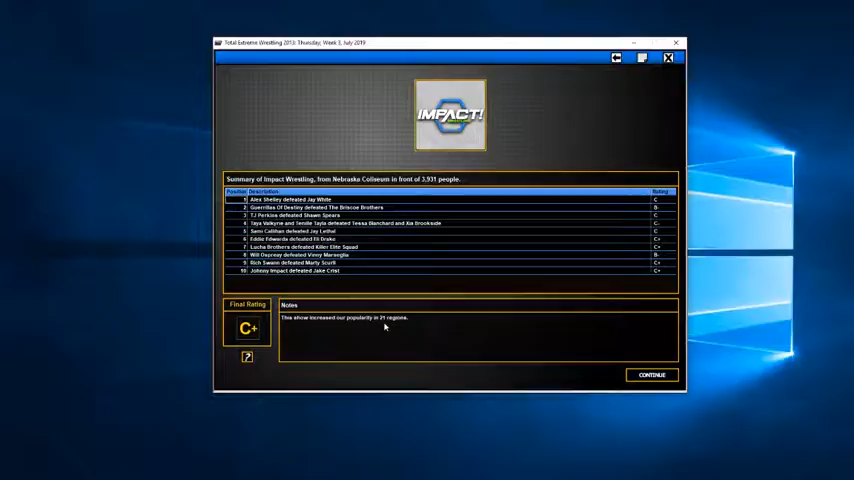 Total Extreme Wrestling 2013: Thursday, Week 3, July 2019
IMPACT!
Summary of Impact Wrestling, from Nebraska Coliseum in front of 3,931 people.
Position Description Rating
1 Alex Shelley defeated Jay White C
2 Guerrillas Of Destiny defeated The Briscoe Brothers B-
3 TJ Perkins defeated Shawn Spears C
4 Taya Valkyrie and Tenille Tayla defeated Tessa Blanchard and Xia Brookside C-
5 Sami Callihan defeated Jay Lethal C
6 Eddie Edwards defeated Eli Drake C+
7 Lucha Brothers defeated Killer Elite Squad C+
8 Will Ospreay defeated Vinny Marseglia B-
9 Rich Swann defeated Marty Scurll C+
10 Johnny Impact defeated Jake Crist C+
Final Rating
C+
?
Notes
This show increased our popularity in 21 regions.
CONTINUE